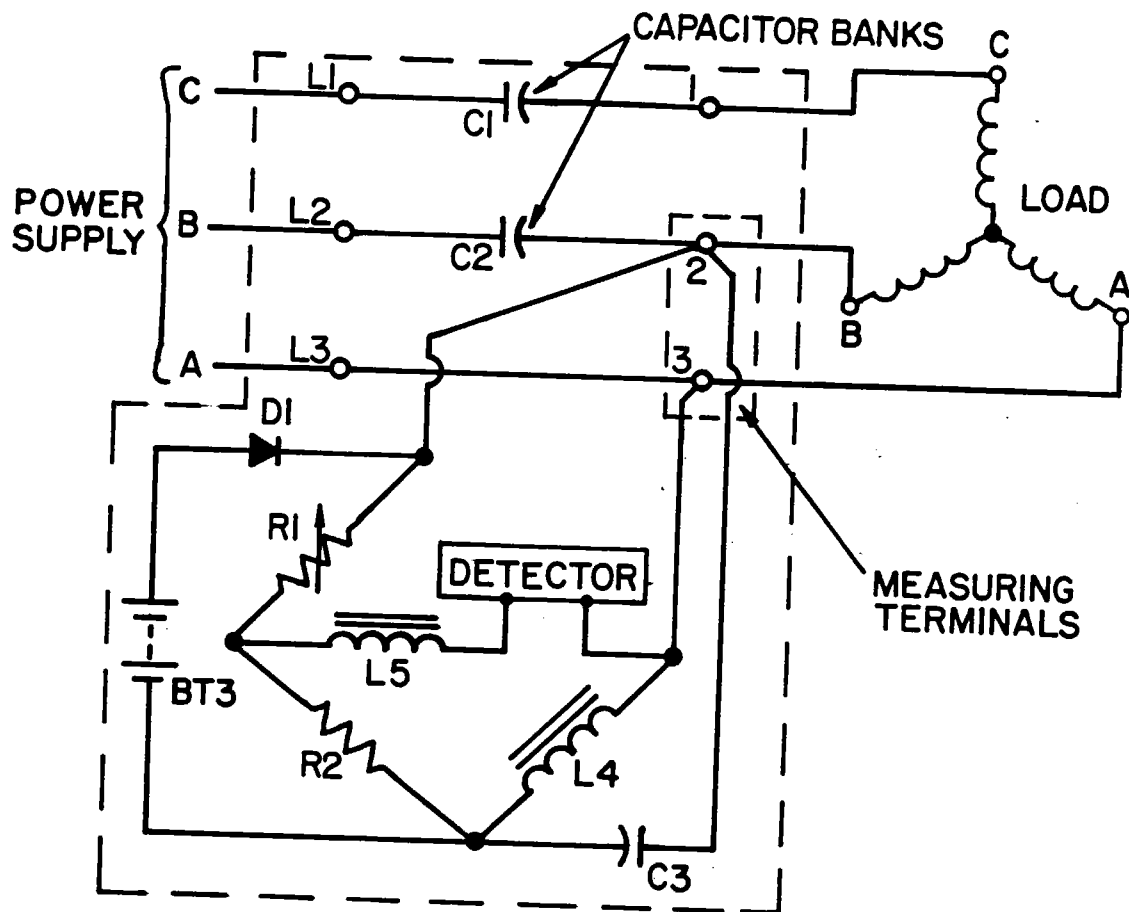 CAPACITOR BANKS
C
C
L1
C1
POWER
SUPPLY
B
L2
C2
2
LOAD
B
A
A
L3
3
D1
R1
DETECTOR
MEASURING
TERMINALS
L5
BT3
R2
L4
C3